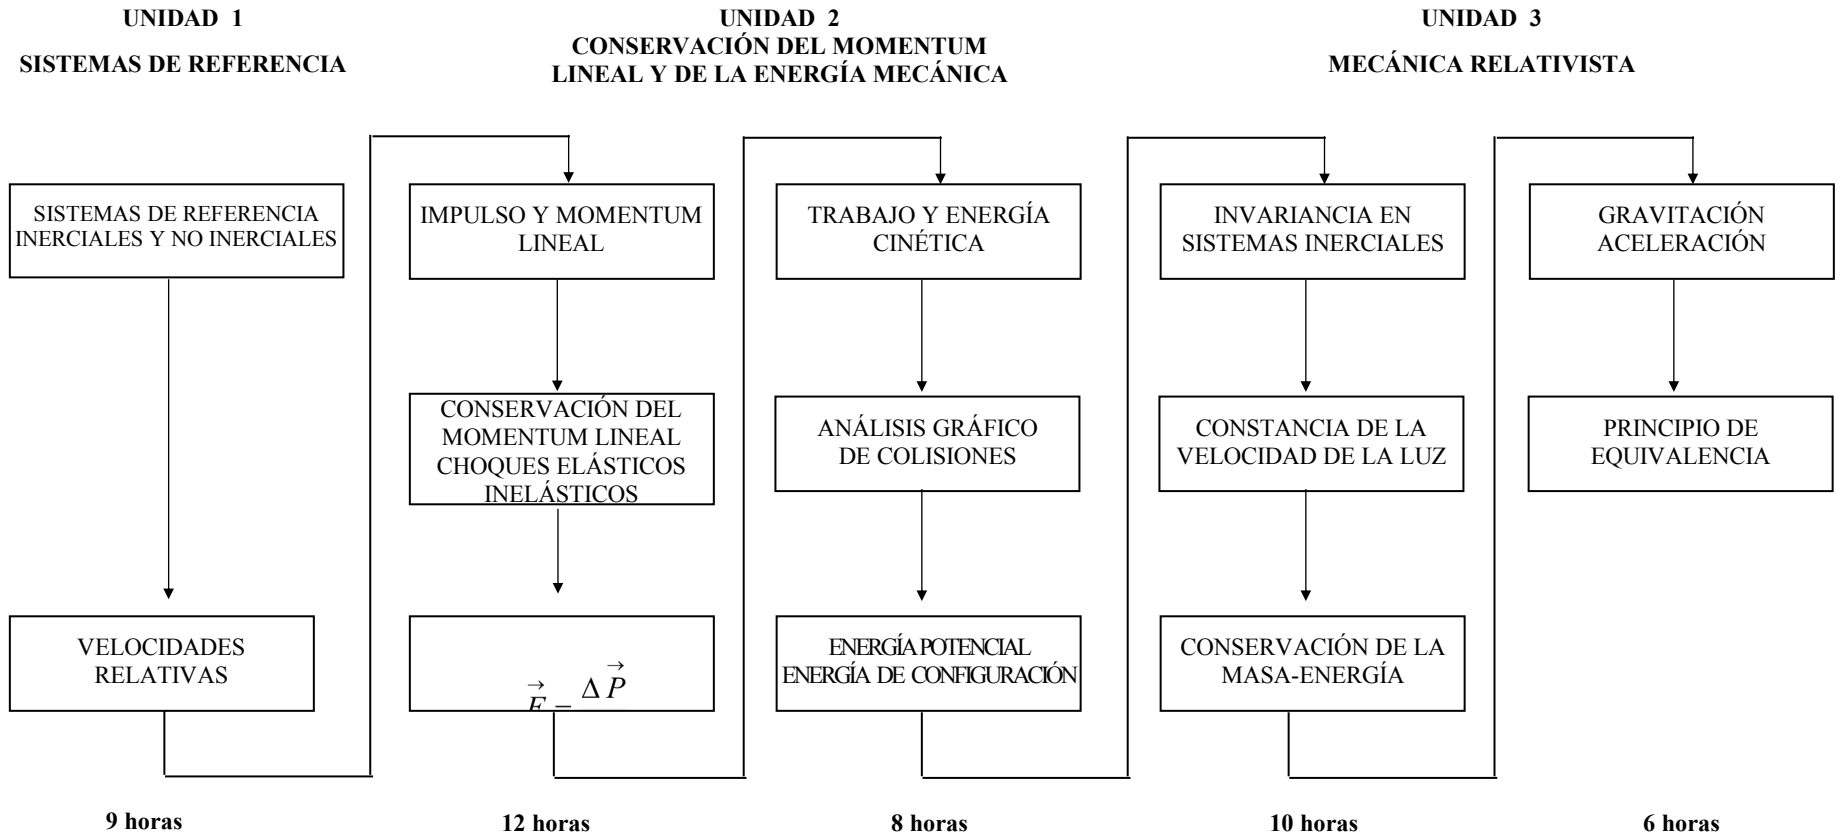 UNIDAD 1
SISTEMAS DE REFERENCIA
UNIDAD 2
CONSERVACIÓN DEL MOMENTUM
LINEAL Y DE LA ENERGÍA MECÁNICA
UNIDAD 3
MECÁNICA RELATIVISTA
SISTEMAS DE REFERENCIA
INERCIALES Y NO INERCIALES
VELOCIDADES
RELATIVAS
IMPULSO Y MOMENTUM
LINEAL
CONSERVACIÓN DEL
MOMENTUM LINEAL
CHOQUES ELÁSTICOS
INELÁSTICOS
Δ P
TRABAJO Y ENERGÍA
CINÉTICA
ANÁLISIS GRÁFICO
DE COLISIONES
ENERGÍA POTENCIAL
ENERGÍA DE CONFIGURACIÓN
INVARIANCIA EN
SISTEMAS INERCIALES
CONSTANCIA DE LA
VELOCIDAD DE LA LUZ
CONSERVACIÓN DE LA
MASA-ENERGÍA
GRAVITACIÓN
ACELERACIÓN
PRINCIPIO DE
EQUIVALENCIA
9 horas
12 horas
8 horas
10 horas
6 horas